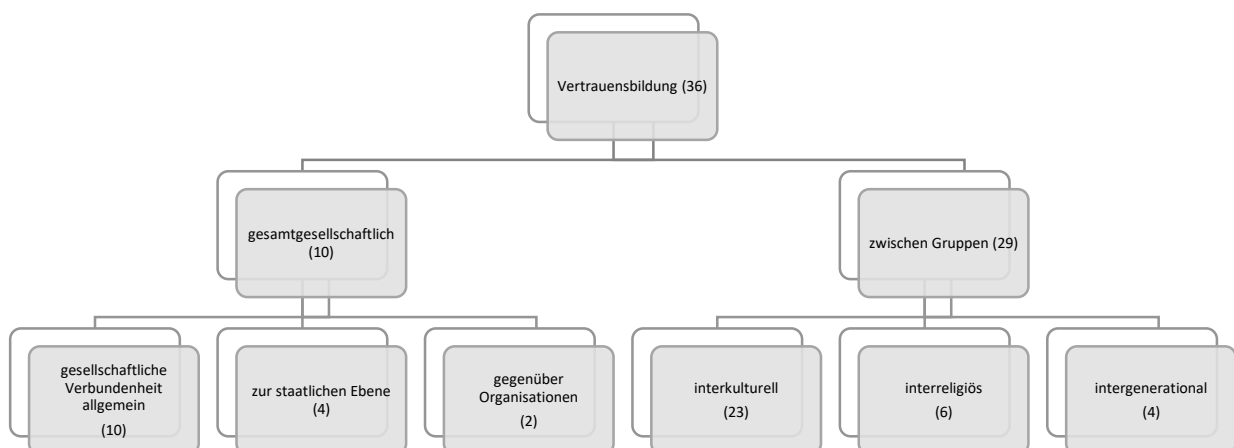 Vertrauensbildung (36)
gesamtgesellschaftlich
(10)
zwischen Gruppen (29)
gesellschaftliche
Verbundenheit
allgemein
(10)
zur staatlichen Ebene
(4)
gegenüber
Organisationen
(2)
interkulturell
(23)
interreligiös
(6)
intergenerational
(4)